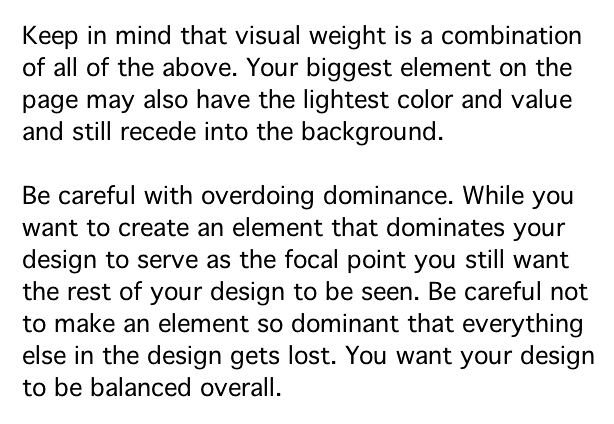 Keep in mind that visual weight is a combination
of all of the above. Your biggest element on the
page may also have the lightest color and value
and still recede into the background.
Be careful with overdoing dominance. While you
want to create an element that dominates your
design to serve as the focal point you still want
the rest of your design to be seen. Be careful not
to make an element so dominant that everything
else in the design gets lost. You want your design
to be balanced overall.